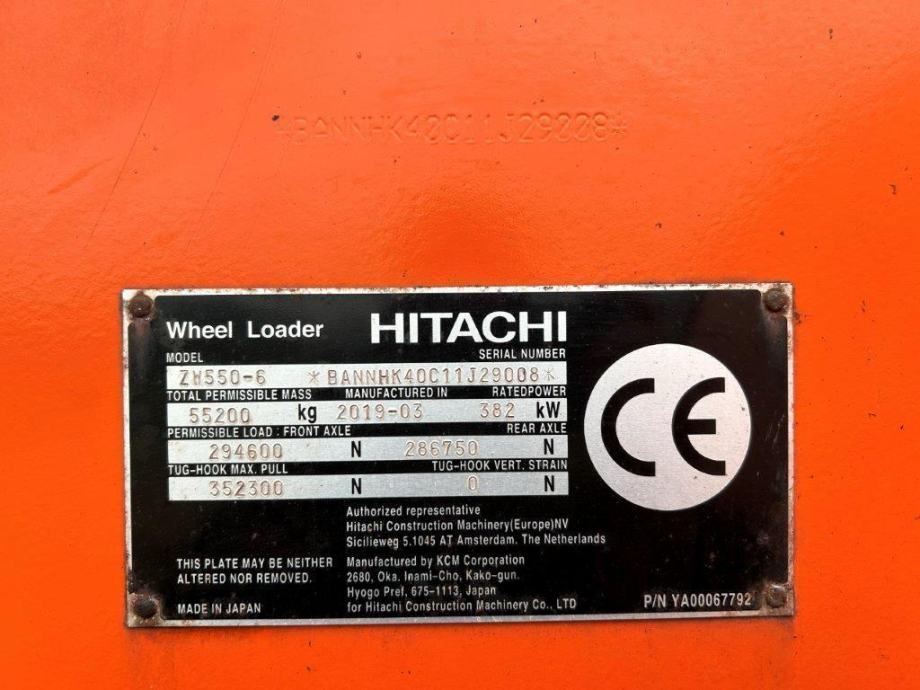 *BANNHK40C11J29008*
Wheel Loader HITACHI
MODEL SERIAL NUMBER
ZW550-6 *BANNHK40C11J29008*
TOTAL PERMISSIBLE MASS MANUFACTURED IN RATEDPOWER
55200 kg 2019-03 382 kW
PERMISSIBLE LOAD : FRONT AXLE REAR AXLE
294600 N 286750 N
TUG-HOOK MAX. PULL TUG-HOOK VERT. STRAIN
352300 N 0 N
CE
Authorized representative
Hitachi Construction Machinery(Europe)NV
Sicilieweg 5.1045 AT Amsterdam. The Netherlands
THIS PLATE MAY BE NEITHER
ALTERED NOR REMOVED.
Manufactured by KCM Corporation
2680, Oka. Inami-Cho, Kako-gun.
Hyogo Pref, 675-1113, Japan
for Hitachi Construction Machinery Co., LTD
MADE IN JAPAN
P/N YA00067792